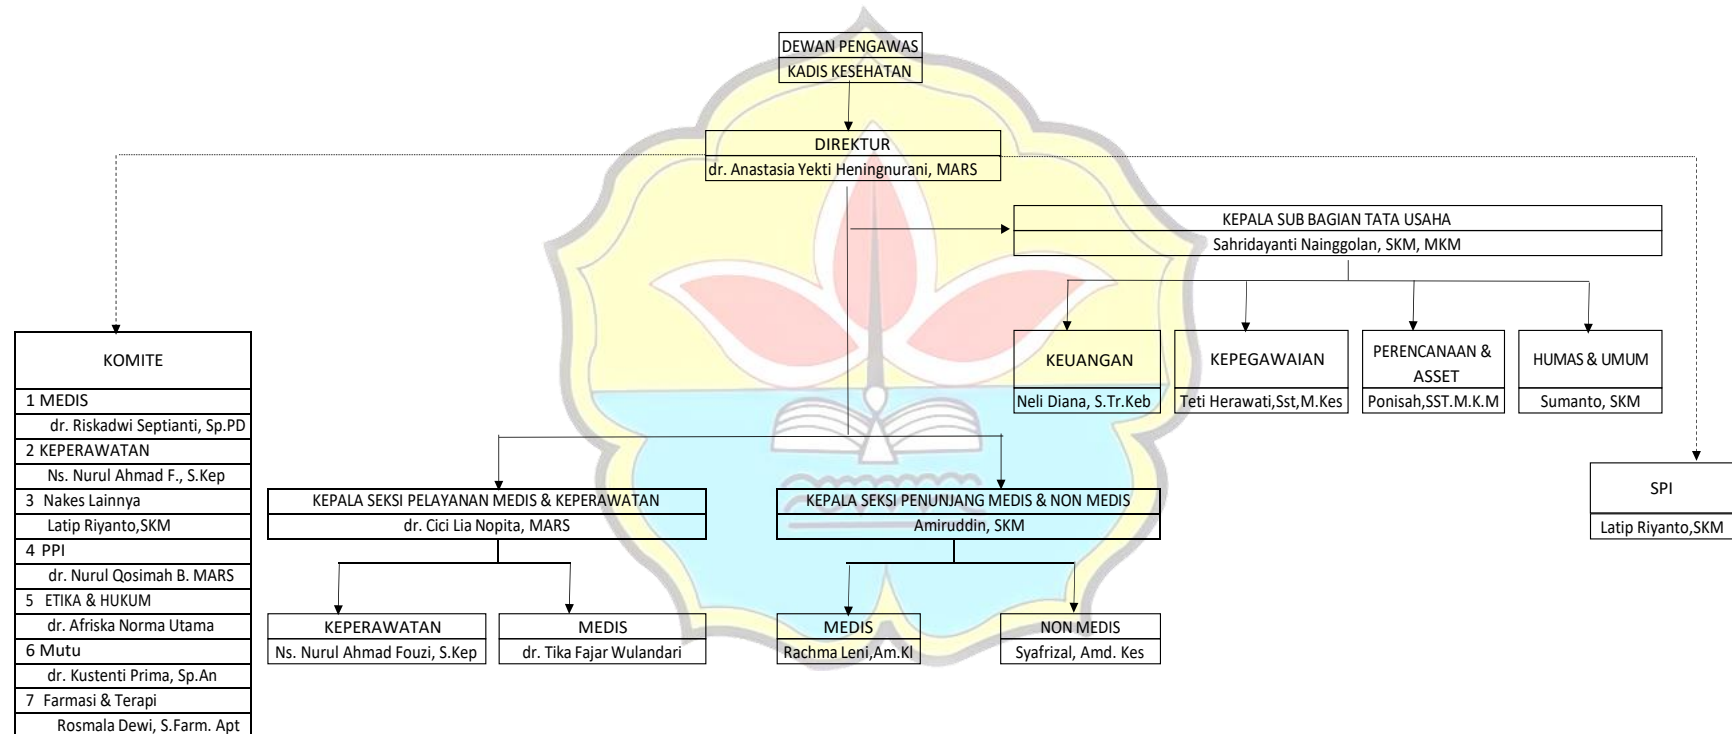 DEWAN PENGAWAS
KADIS KESEHATAN
DIREKTUR
dr. Anastasia Yekti Heningnurani, MARS
KEPALA SUB BAGIAN TATA USAHA
Sahridayanti Nainggolan, SKM, MKM
KEUANGAN
Neli Diana, S.Tr.Keb
KEPEGAWAIAN
Teti Herawati,Sst,M.Kes
PERENCANAAN &
ASSET
Ponisah,SST.M.K.M
HUMAS & UMUM
Sumanto, SKM
KOMITE
1 MEDIS
dr. Riskadwi Septianti, Sp.PD
2 KEPERAWATAN
Ns. Nurul Ahmad F., S.Kep
3 Nakes Lainnya
Latip Riyanto,SKM
4 PPI
dr. Nurul Qosimah B. MARS
5 ETIKA & HUKUM
dr. Afriska Norma Utama
6 Mutu
dr. Kustenti Prima, Sp.An
7 Farmasi & Terapi
Rosmala Dewi, S.Farm. Apt
KEPALA SEKSI PELAYANAN MEDIS & KEPERAWATAN
dr. Cici Lia Nopita, MARS
KEPALA SEKSI PENUNJANG MEDIS & NON MEDIS
Amiruddin, SKM
SPI
Latip Riyanto,SKM
KEPERAWATAN
Ns. Nurul Ahmad Fouzi, S.Kep
MEDIS
dr. Tika Fajar Wulandari
MEDIS
Rachma Leni,Am.Kl
NON MEDIS
Syafrizal, Amd. Kes